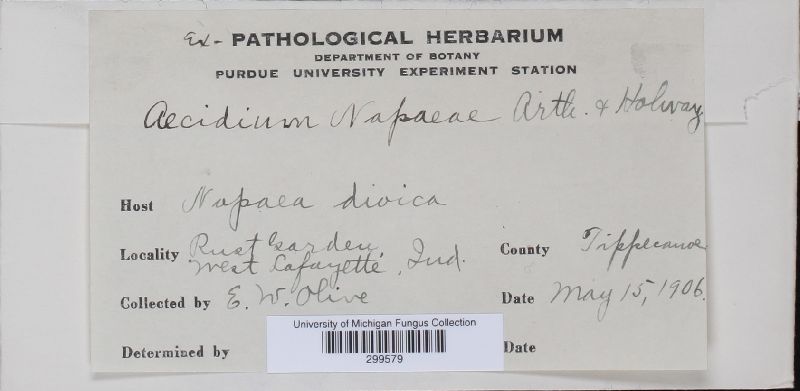 Ex- PATHOLOGICAL HERBARIUM
DEPARTMENT OF BOTANY
PURDUE UNIVERSITY EXPERIMENT STATION
Aecidium Napaeae Arth. & Holway
Host Napaea dioica
Locality Rust Garden,
West Lafayette, Ind. County Tippecanoe
Collected by E. W. Olive Date May 15, 1906.
University of Michigan Fungus Collection
299579
Determined by Date